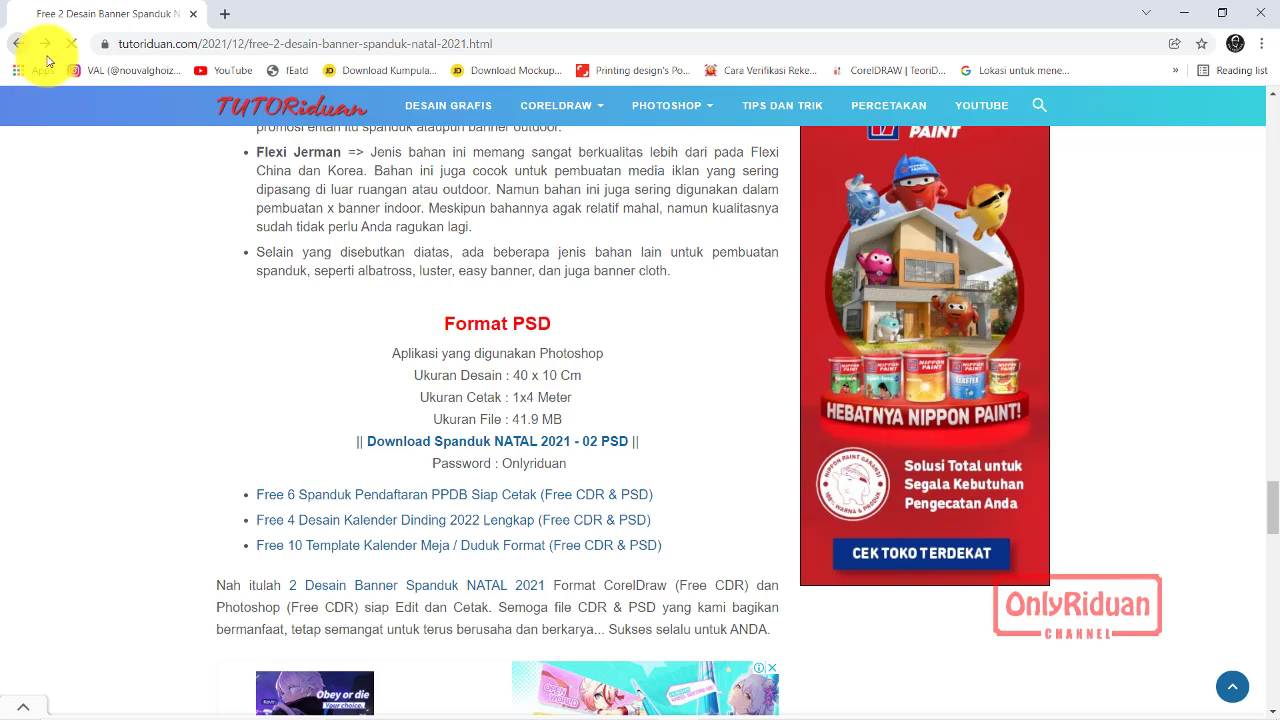 Free 2 Desain Banner Spanduk N
tutoriduan.com/2021/12/free-2-desain-banner-spanduk-natal-2021.html
Apps
VAL (@nouvalghoiz...
YouTube
fEatd
Download Kumpula...
Download Mockup...
Printing design's Po...
Cara Verifikasi Reke...
CorelDRAW | TeoriD...
Lokasi untuk mene...
»
Reading list
TUTORiduan
DESAIN GRAFIS
CORELDRAW
PHOTOSHOP
TIPS DAN TRIK
PERCETAKAN
YOUTUBE
promosi entah itu spanduk ataupun banner outdoor.
• Flexi Jerman => Jenis bahan ini memang sangat berkualitas lebih dari pada Flexi
China dan Korea. Bahan ini juga cocok untuk pembuatan media iklan yang sering
dipasang di luar ruangan atau outdoor. Namun bahan ini juga sering digunakan dalam
pembuatan x banner indoor. Meskipun bahannya agak relatif mahal, namun kualitasnya
sudah tidak perlu Anda ragukan lagi.
• Selain yang disebutkan diatas, ada beberapa jenis bahan lain untuk pembuatan
spanduk, seperti albatross, luster, easy banner, dan juga banner cloth.
Format PSD
Aplikasi yang digunakan Photoshop
Ukuran Desain : 40 x 10 Cm
Ukuran Cetak : 1x4 Meter
Ukuran File : 41.9 MB
|| Download Spanduk NATAL 2021 - 02 PSD ||
Password : Onlyriduan
• Free 6 Spanduk Pendaftaran PPDB Siap Cetak (Free CDR & PSD)
• Free 4 Desain Kalender Dinding 2022 Lengkap (Free CDR & PSD)
• Free 10 Template Kalender Meja / Duduk Format (Free CDR & PSD)
Nah itulah 2 Desain Banner Spanduk NATAL 2021 Format CorelDraw (Free CDR) dan
Photoshop (Free CDR) siap Edit dan Cetak. Semoga file CDR & PSD yang kami bagikan
bermanfaat, tetap semangat untuk terus berusaha dan berkarya... Sukses selalu untuk ANDA.
PAINT
HEBATNYA NIPPON PAINT!
Solusi Total untuk
Segala Kebutuhan
Pengecatan Anda
CEK TOKO TERDEKAT
OnlyRiduan
CHANNEL
Kevin
Obey or die
Your choice.